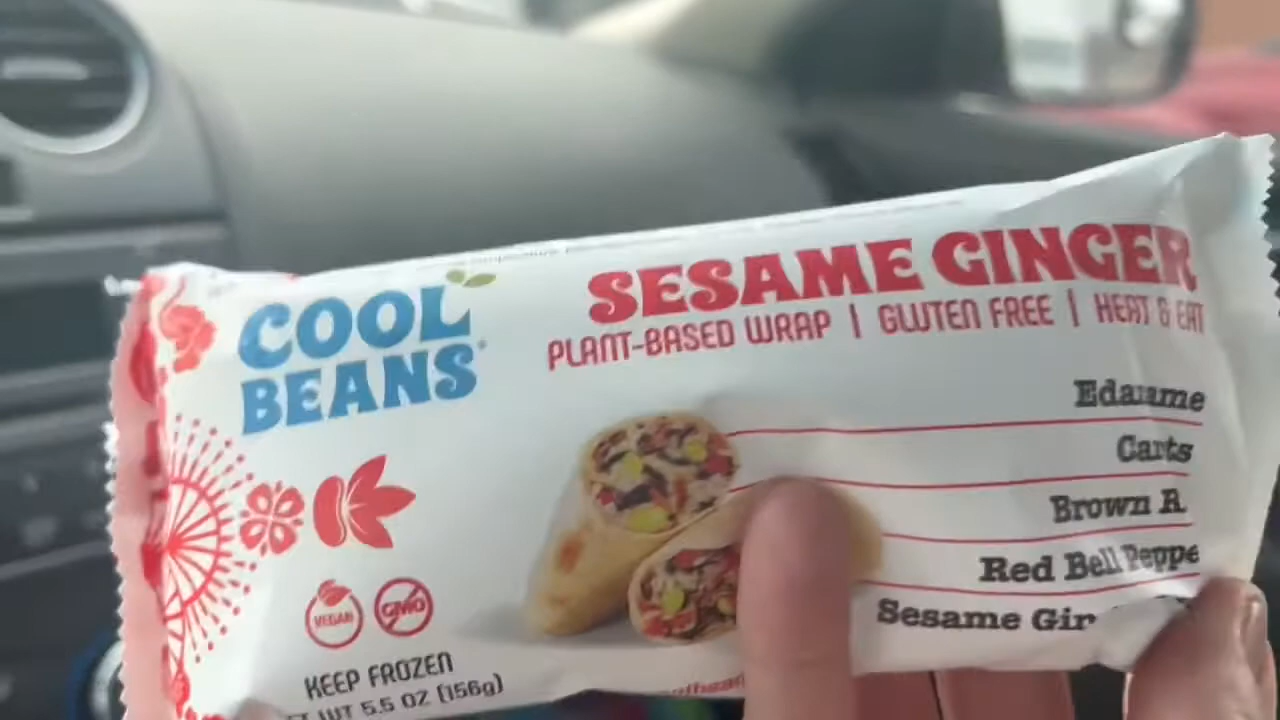 COOL
BEANS
SESAME GINGER
PLANT-BASED WRAP | GLUTEN FREE | HEAT & EAT
Edamame
Brown
Red Bell Peppe
Sesame Gin
VEGAN
GMO
KEEP FROZEN
WT 5.5 OZ (156g)